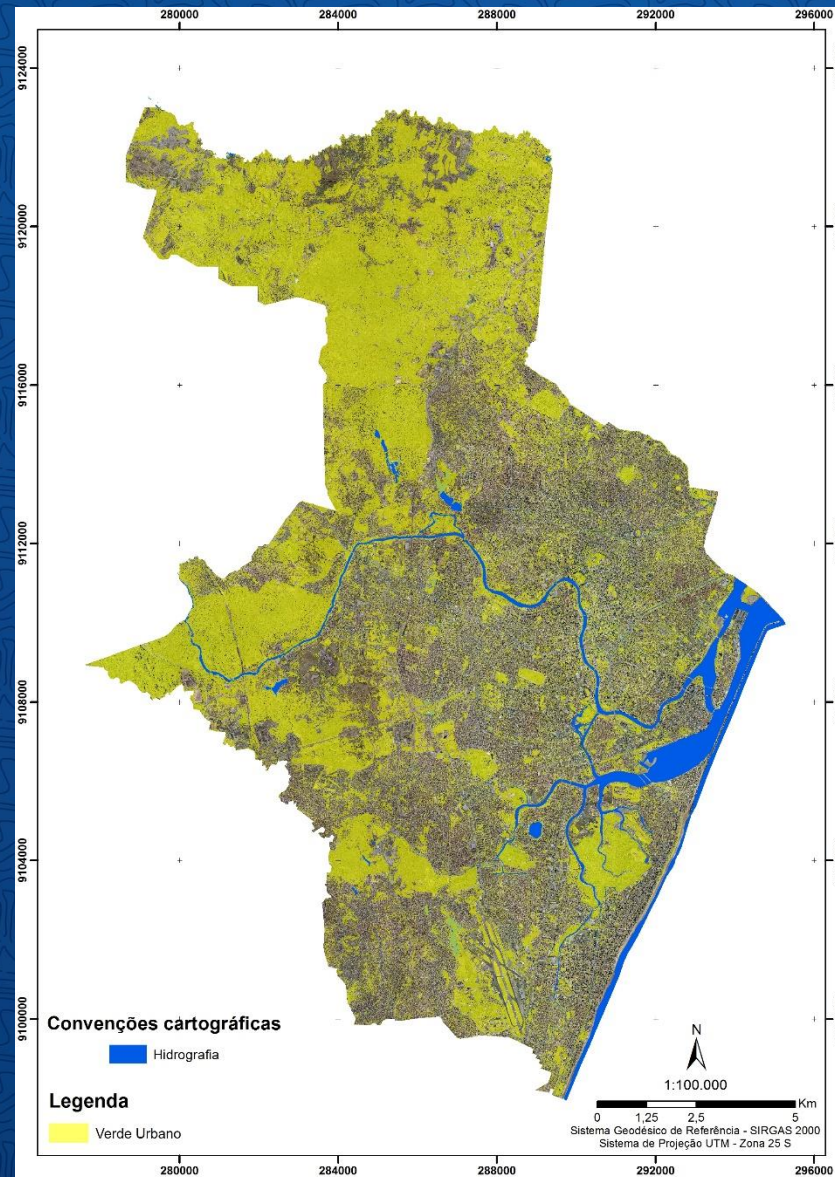 280000 284000 288000 292000 296000
9124000
9120000
9116000
9112000
9108000
9104000
9100000
Convenções cartográficas
Hidrografia
Legenda
Verde Urbano
N
1:100.000
Km
0 1,25 2,5 5
Sistema Geodésico de Referência - SIRGAS 2000
Sistema de Projeção UTM - Zona 25 S
280000 284000 288000 292000 296000